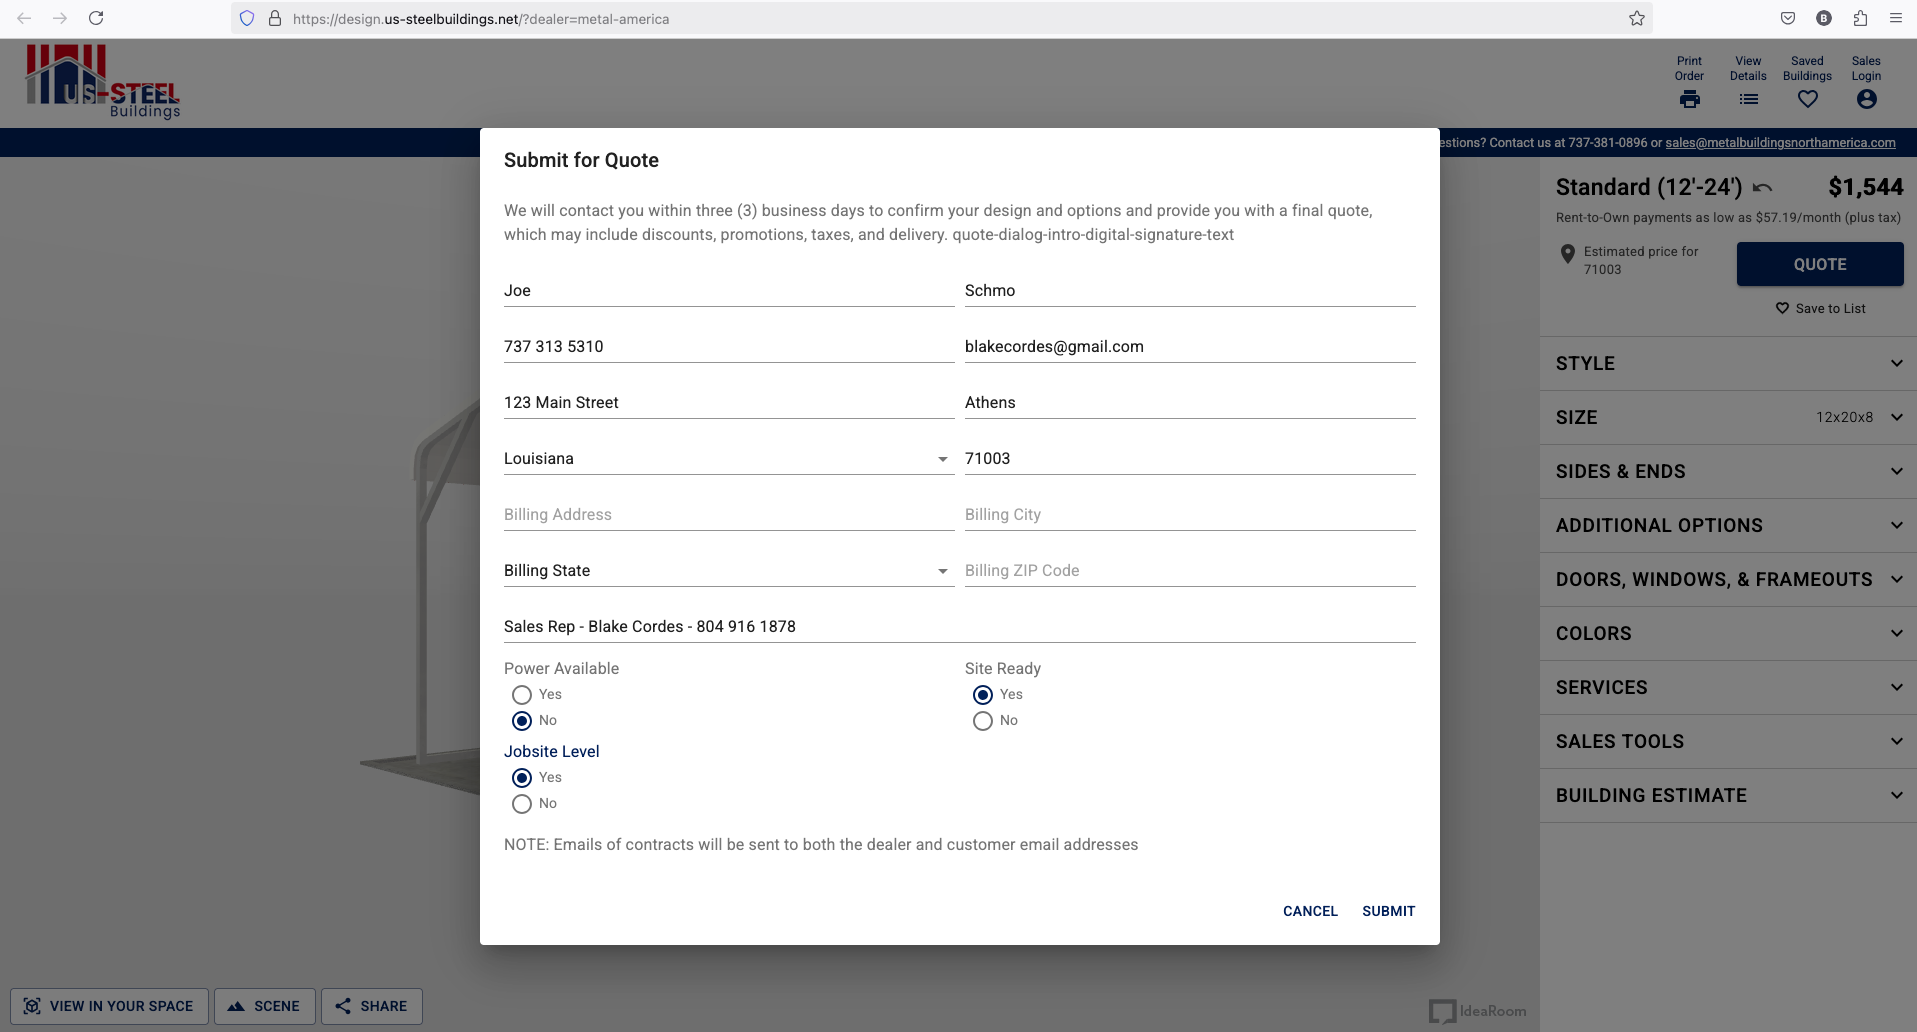 https://design.us-steelbuildings.net/?dealer=metal-america
B
US-STEEL
Buildings
Print Order
View Details
Saved Buildings
Sales Login
estions? Contact us at 737-381-0896 or sales@metalbuildingsnorthamerica.com
Submit for Quote
We will contact you within three (3) business days to confirm your design and options and provide you with a final quote,
which may include discounts, promotions, taxes, and delivery. quote-dialog-intro-digital-signature-text
Joe
Schmo
737 313 5310
blakecordes@gmail.com
123 Main Street
Athens
Louisiana
71003
Billing Address
Billing City
Billing State
Billing ZIP Code
Sales Rep - Blake Cordes - 804 916 1878
Power Available
Yes
No
Site Ready
Yes
No
Jobsite Level
Yes
No
NOTE: Emails of contracts will be sent to both the dealer and customer email addresses
CANCEL
SUBMIT
Standard (12'-24')
$1,544
Rent-to-Own payments as low as $57.19/month (plus tax)
Estimated price for
71003
QUOTE
Save to List
STYLE
SIZE
12x20x8
SIDES & ENDS
ADDITIONAL OPTIONS
DOORS, WINDOWS, & FRAMEOUTS
COLORS
SERVICES
SALES TOOLS
BUILDING ESTIMATE
VIEW IN YOUR SPACE
SCENE
SHARE
IdeaRoom